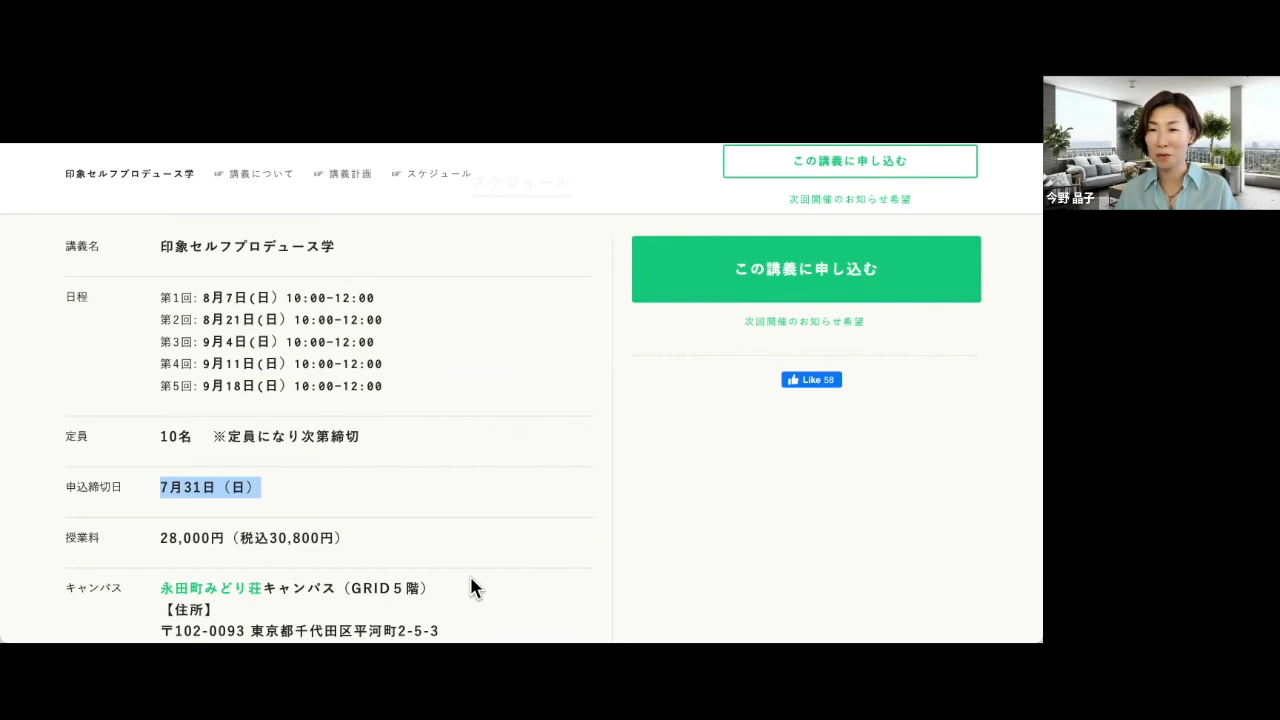 印象セルフプロデュース学 ☞ 講義について ☞ 講義計画 ☞ スケジュール
スケジュール
この講義に申し込む
次回開催のお知らせ希望
今野 晶子
講義名 印象セルフプロデュース学
日程 第1回: 8月7日(日）10:00-12:00
第2回: 8月21日(日）10:00-12:00
第3回: 9月4日(日）10:00-12:00
第4回: 9月11日(日）10:00-12:00
第5回: 9月18日(日）10:00-12:00
定員 10名 ※定員になり次第締切
申込締切日 7月31日（日）
授業料 28,000円（税込30,800円）
キャンパス 永田町みどり荘キャンパス（GRID５階）
【住所】
〒102-0093 東京都千代田区平河町2-5-3
この講義に申し込む
次回開催のお知らせ希望
Like 58